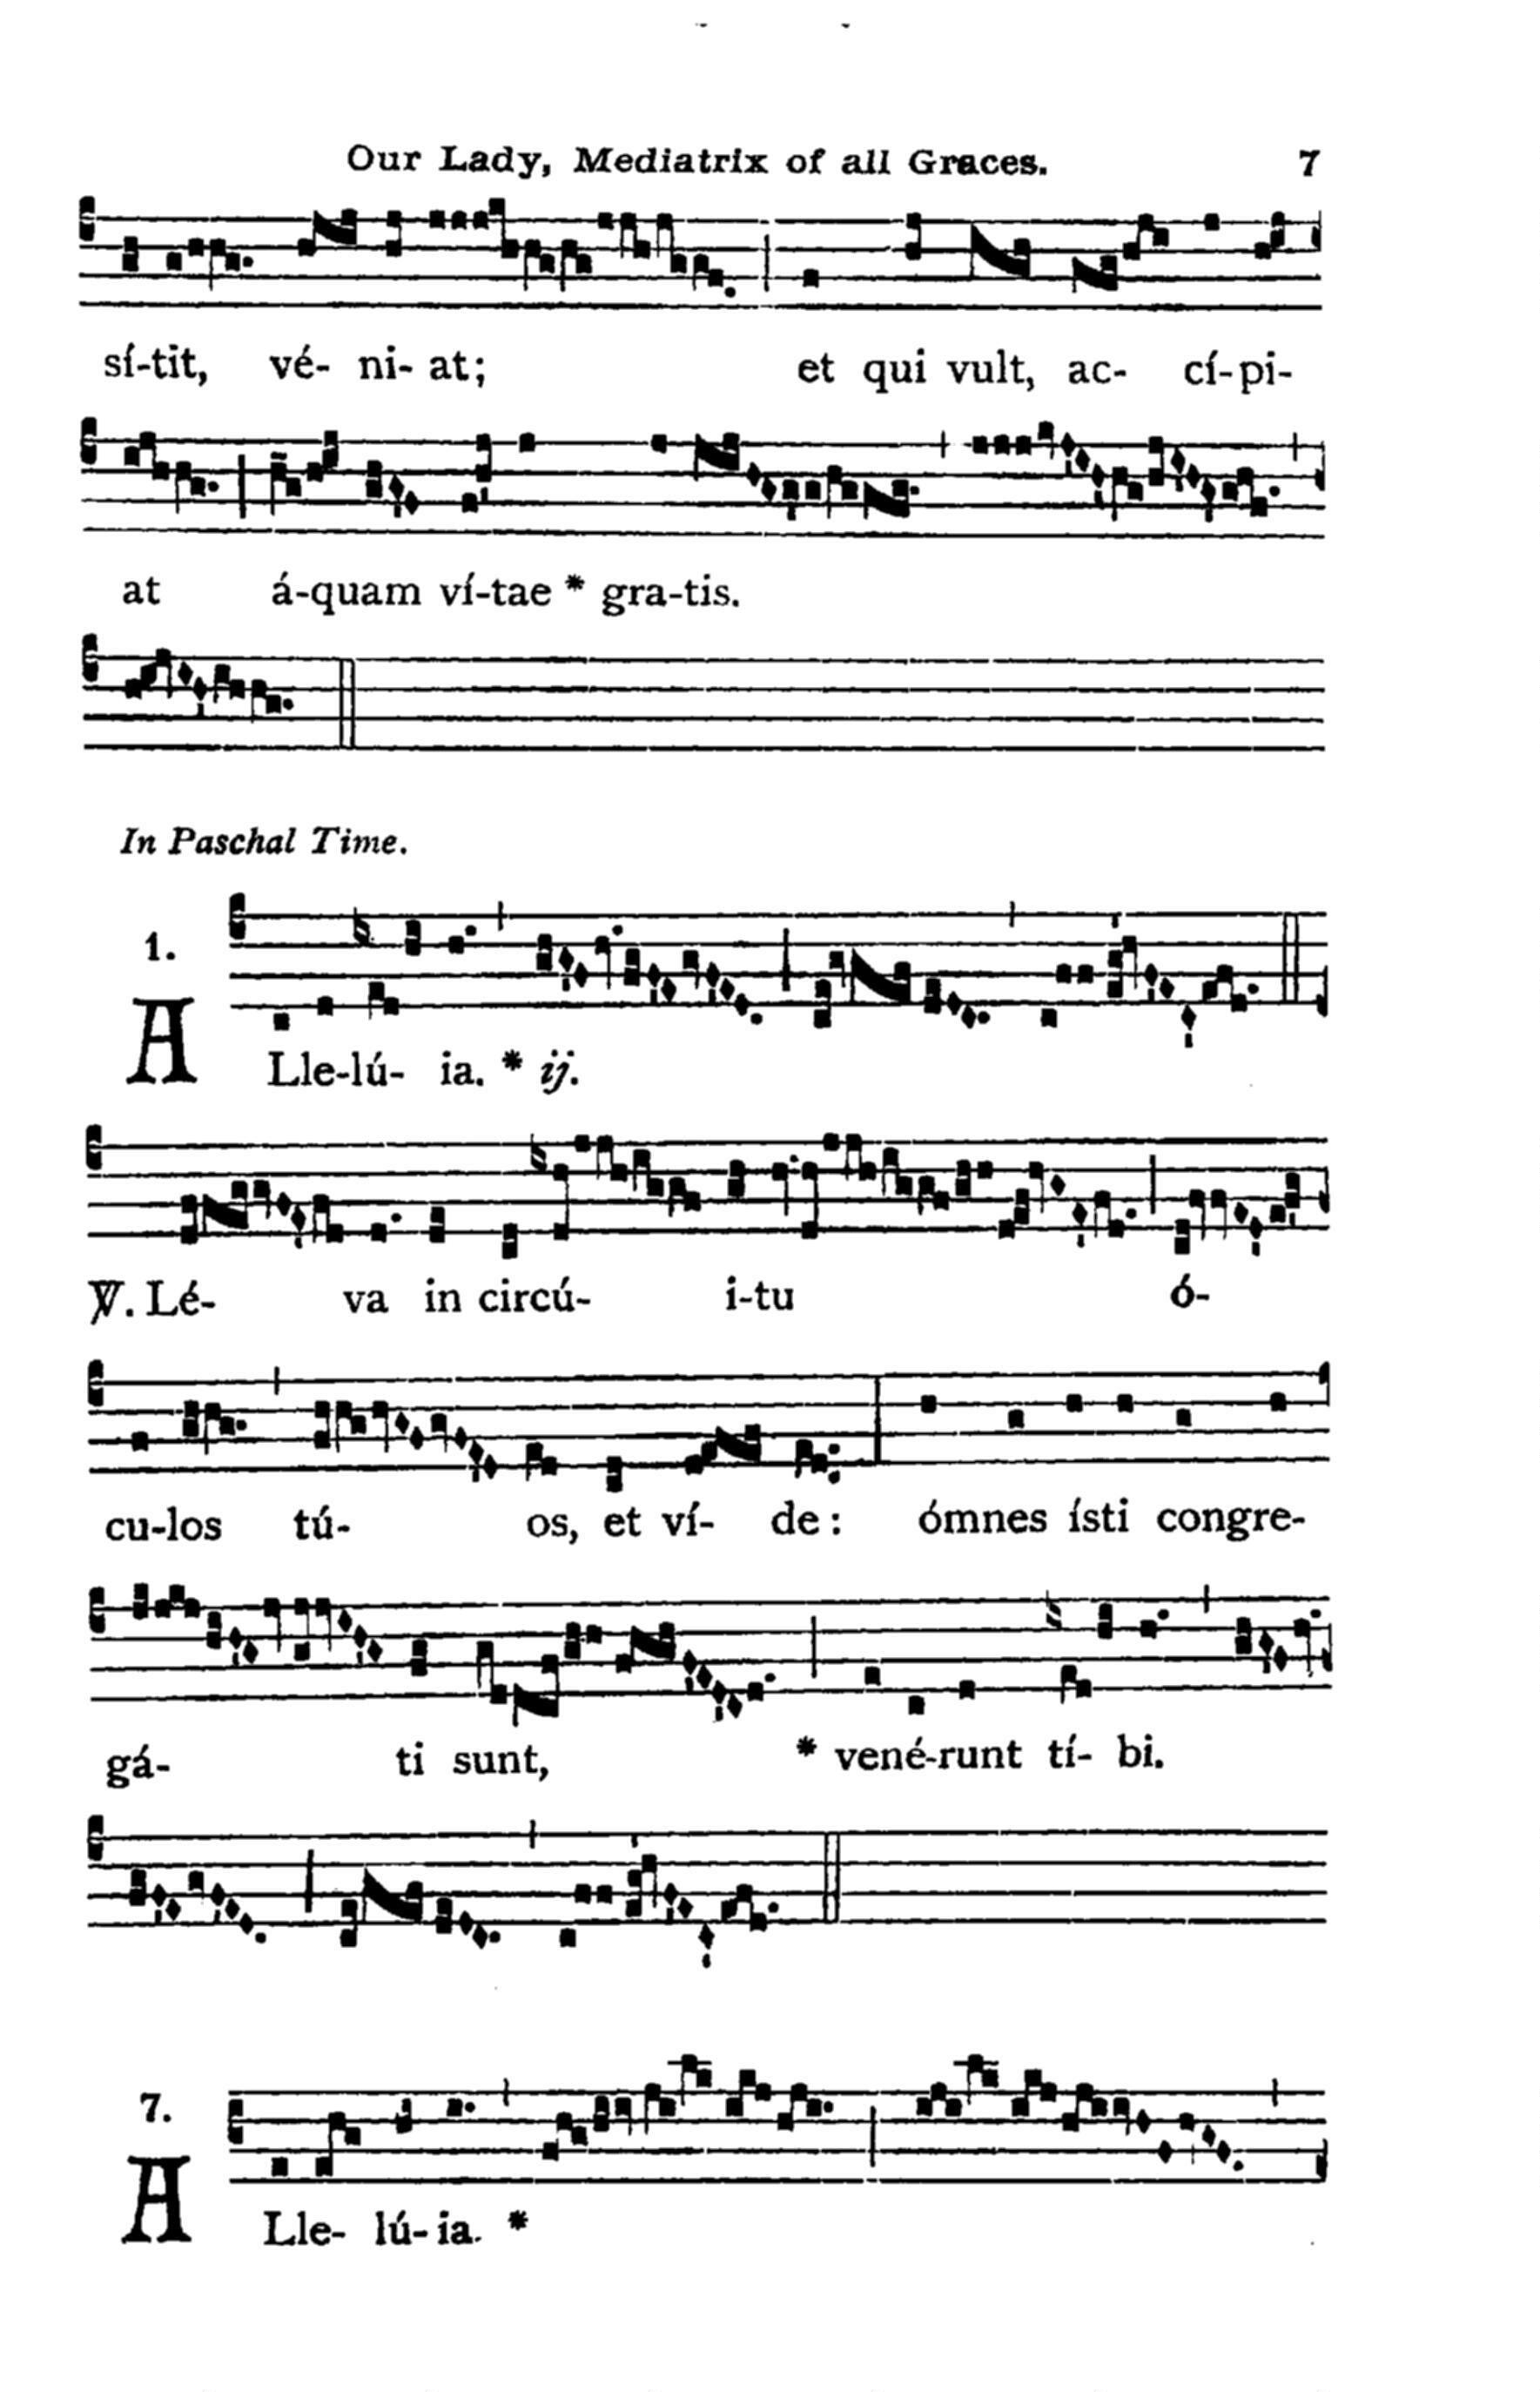 Our Lady, Mediatrix of all Graces. 7
sí-tit, vé- ni- at; et qui vult, ac- cí-pi-
at á-quam ví-tae * gra-tis.
In Paschal Time.
1.
A Lle-lú- ia. * ij.
℣. Lé- va in circú- i-tu ó-
cu-los tú- os, et ví- de : ómnes ísti congre-
gá- ti sunt, * vené-runt tí- bi.
7.
A Lle- lú- ia. *